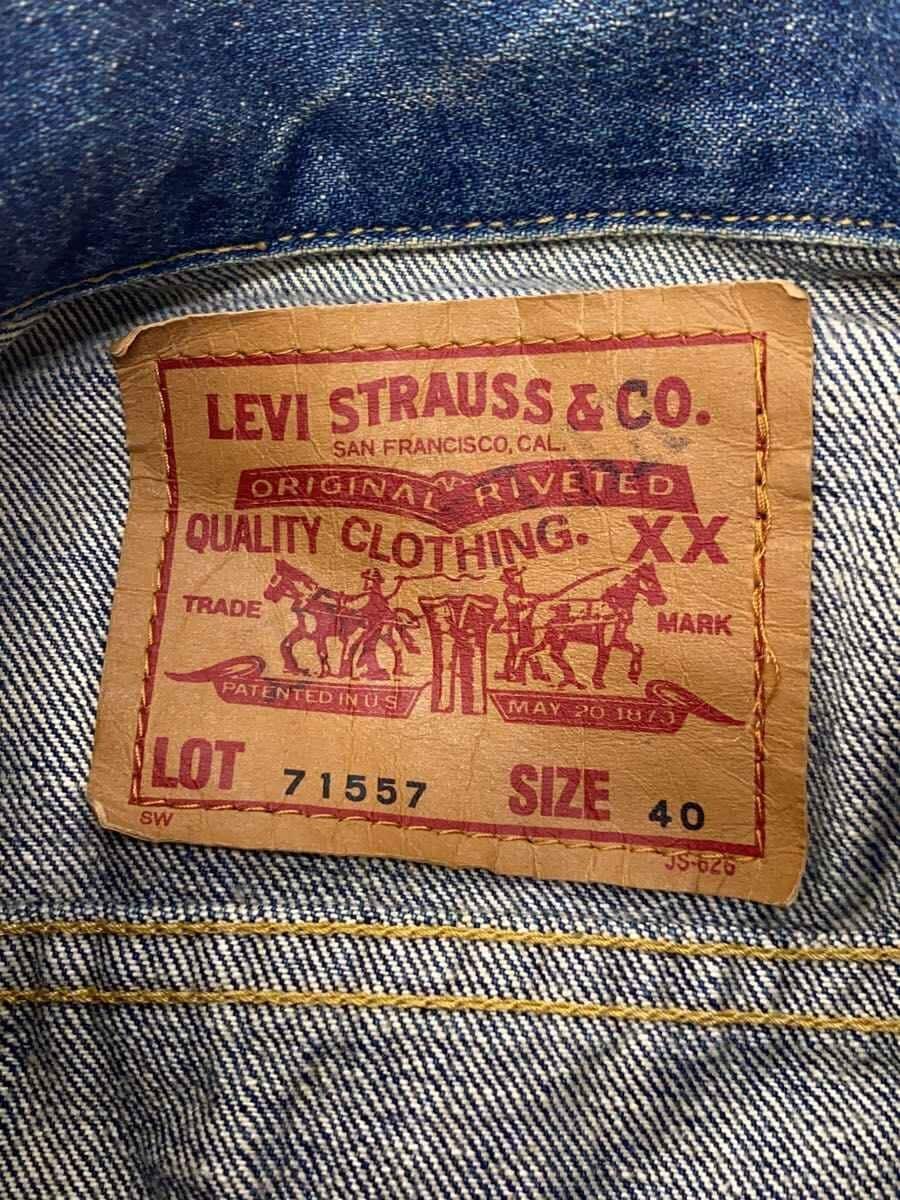 LEVI STRAUSS & CO.
SAN FRANCISCO, CAL.
ORIGINAL RIVETED
QUALITY CLOTHING. XX
TRADE MARK
PATENTED IN U.S. MAY 20 1873
LOT 71557 SIZE 40
SW JS-626